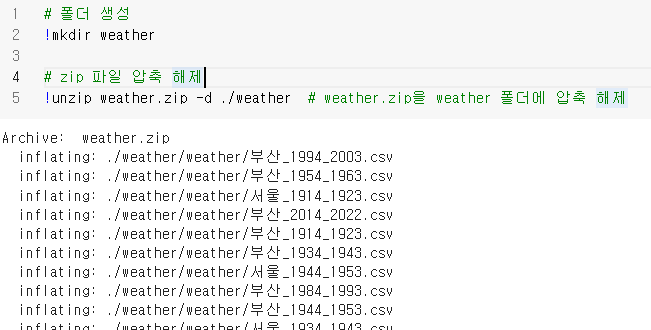 1 # 폴더 생성
2 !mkdir weather
3
4 # zip 파일 압축 해제
5 !unzip weather.zip -d ./weather # weather.zip을 weather 폴더에 압축 해제
Archive: weather.zip
inflating: ./weather/weather/부산_1994_2003.csv
inflating: ./weather/weather/부산_1954_1963.csv
inflating: ./weather/weather/서울_1914_1923.csv
inflating: ./weather/weather/부산_2014_2022.csv
inflating: ./weather/weather/부산_1914_1923.csv
inflating: ./weather/weather/부산_1934_1943.csv
inflating: ./weather/weather/서울_1944_1953.csv
inflating: ./weather/weather/부산_1984_1993.csv
inflating: ./weather/weather/부산_1944_1953.csv
inflating: ./weather/weather/서울_1934_1943.csv